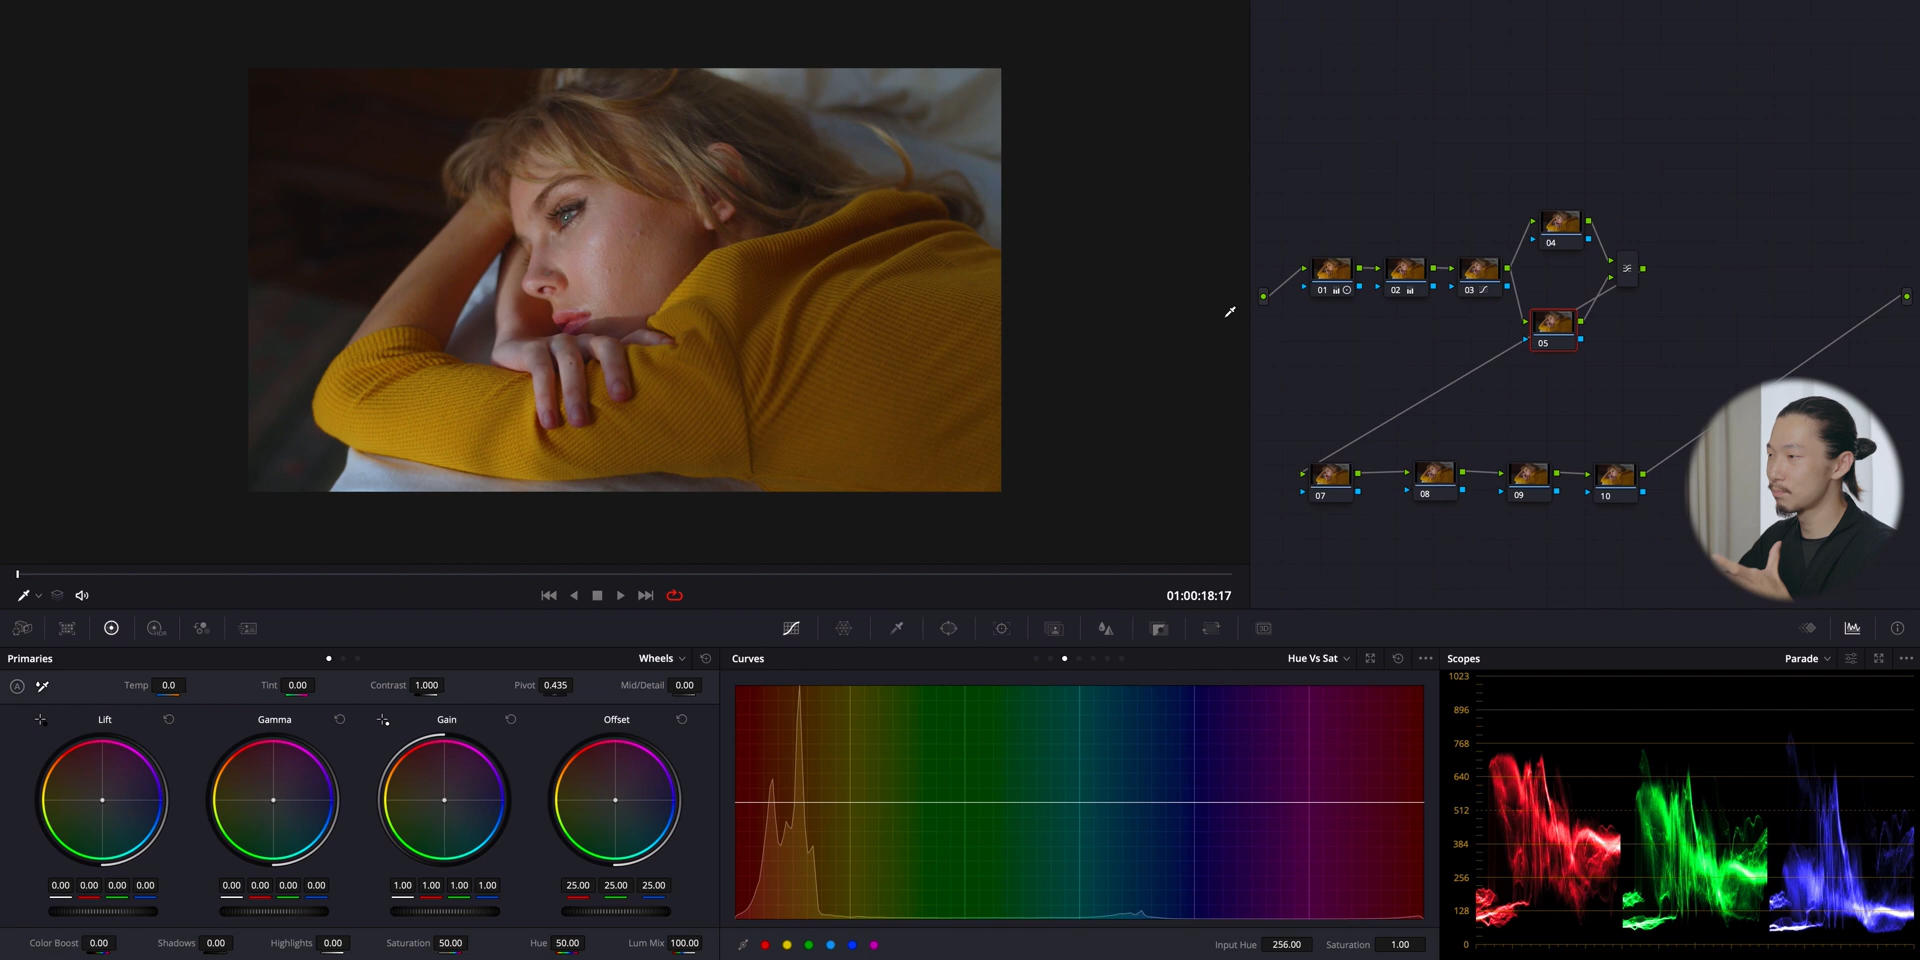 04
01
02
03
05
07
08
09
10
01:00:18:17
HDR
3D
Primaries
Wheels
Curves
Hue Vs Sat
Scopes
Parade
A
Temp 0.0 Tint 0.00 Contrast 1.000 Pivot 0.435 Mid/Detail 0.00
Lift Gamma Gain Offset
0.00 0.00 0.00 0.00
0.00 0.00 0.00 0.00
1.00 1.00 1.00 1.00
25.00 25.00 25.00
Color Boost 0.00 Shadows 0.00 Highlights 0.00 Saturation 50.00 Hue 50.00 Lum Mix 100.00
Input Hue 256.00 Saturation 1.00
1023
896
768
640
512
384
256
128
0